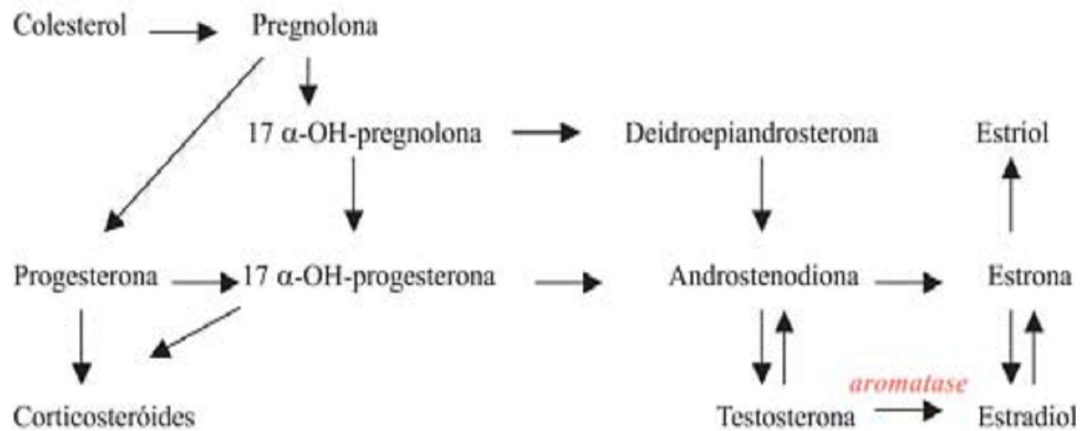 Colesterol Pregnolona
17 α-OH-pregnolona Deidroepiandrosterona Estriol
Progesterona 17 α-OH-progesterona Androstenodiona Estrona
aromatase
Corticosteróides Testosterona Estradiol